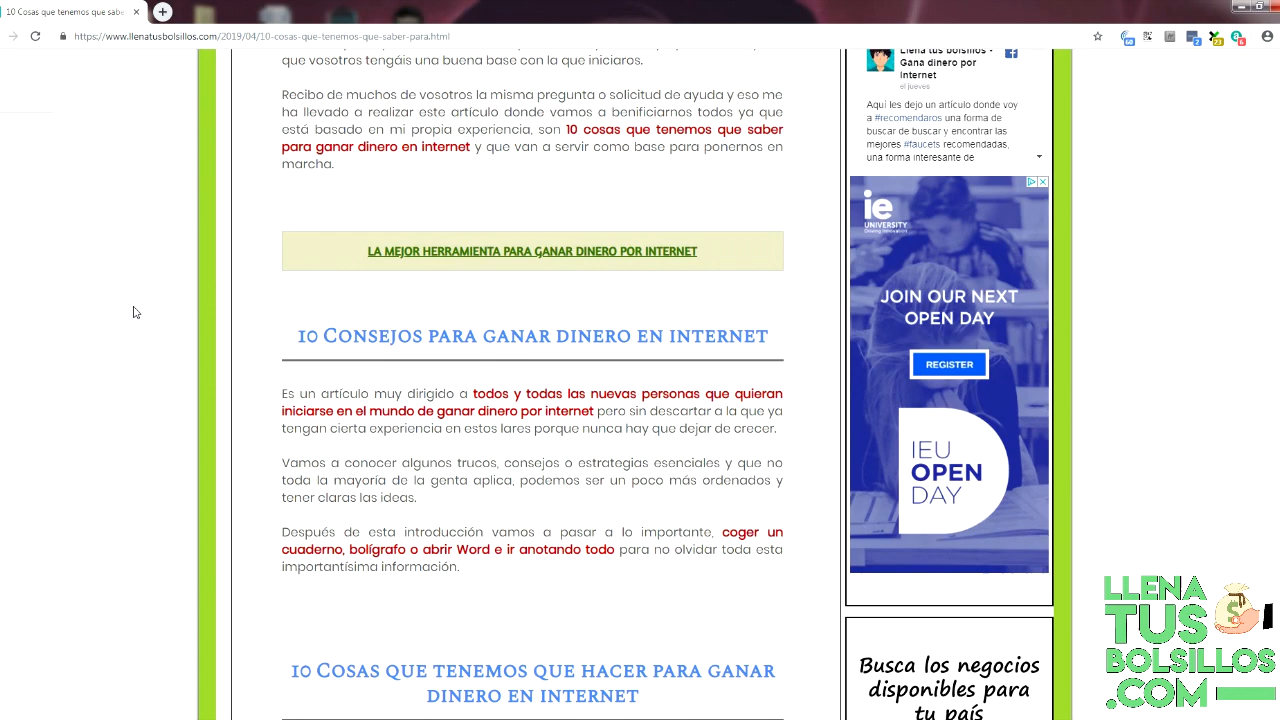 10 Cosas que tenemos que sabe
https://www.llenatusbolsillos.com/2019/04/10-cosas-que-tenemos-que-saber-para.html
que vosotros tengáis una buena base con la que iniciaros.
Recibo de muchos de vosotros la misma pregunta o solicitud de ayuda y eso me
ha llevado a realizar este artículo donde vamos a benificiarnos todos ya que
está basado en mi propia experiencia, son 10 cosas que tenemos que saber
para ganar dinero en internet y que van a servir como base para ponernos en
marcha.
LA MEJOR HERRAMIENTA PARA GANAR DINERO POR INTERNET
10 Consejos para ganar dinero en internet
Es un artículo muy dirigido a todos y todas las nuevas personas que quieran
iniciarse en el mundo de ganar dinero por internet pero sin descartar a la que ya
tengan cierta experiencia en estos lares porque nunca hay que dejar de crecer.
Vamos a conocer algunos trucos, consejos o estrategias esenciales y que no
toda la mayoría de la genta aplica, podemos ser un poco más ordenados y
tener claras las ideas.
Después de esta introducción vamos a pasar a lo importante, coger un
cuaderno, bolígrafo o abrir Word e ir anotando todo para no olvidar toda esta
importantísima información.
10 Cosas que tenemos que hacer para ganar
dinero en internet
Llena tus bolsillos -
Gana dinero por
Internet
el jueves
Aquí les dejo un artículo donde voy
a #recomendaros una forma de
buscar de buscar y encontrar las
mejores #faucets recomendadas,
una forma interesante de
ie
UNIVERSITY
JOIN OUR NEXT
OPEN DAY
REGISTER
IEU
OPEN
DAY
Busca los negocios
disponibles para
tu país
LLENA
TUS
BOLSILLOS
.COM